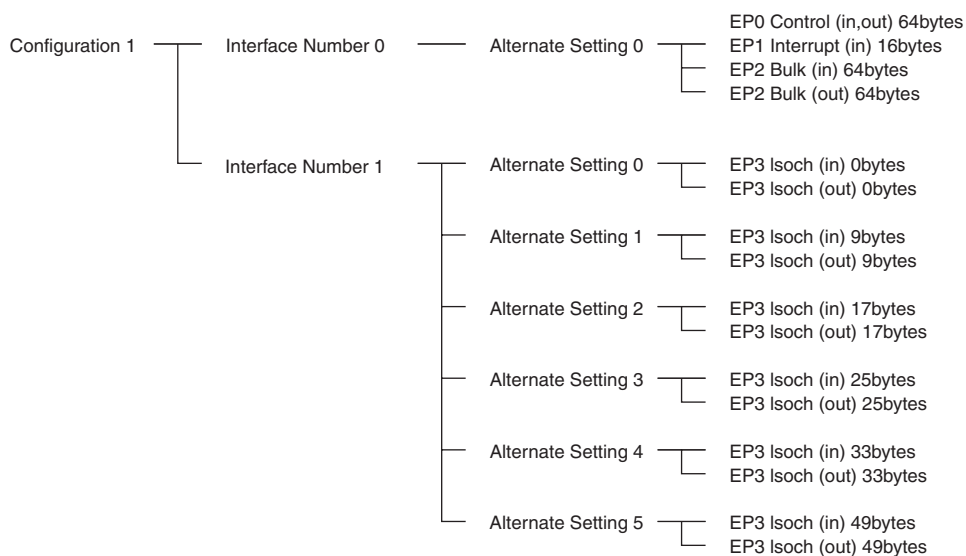 EP0 Control (in,out) 64bytes
Configuration 1 Interface Number 0 Alternate Setting 0 EP1 Interrupt (in) 16bytes
EP2 Bulk (in) 64bytes
EP2 Bulk (out) 64bytes
Interface Number 1 Alternate Setting 0 EP3 Isoch (in) 0bytes
EP3 Isoch (out) 0bytes
Alternate Setting 1 EP3 Isoch (in) 9bytes
EP3 Isoch (out) 9bytes
Alternate Setting 2 EP3 Isoch (in) 17bytes
EP3 Isoch (out) 17bytes
Alternate Setting 3 EP3 Isoch (in) 25bytes
EP3 Isoch (out) 25bytes
Alternate Setting 4 EP3 Isoch (in) 33bytes
EP3 Isoch (out) 33bytes
Alternate Setting 5 EP3 Isoch (in) 49bytes
EP3 Isoch (out) 49bytes